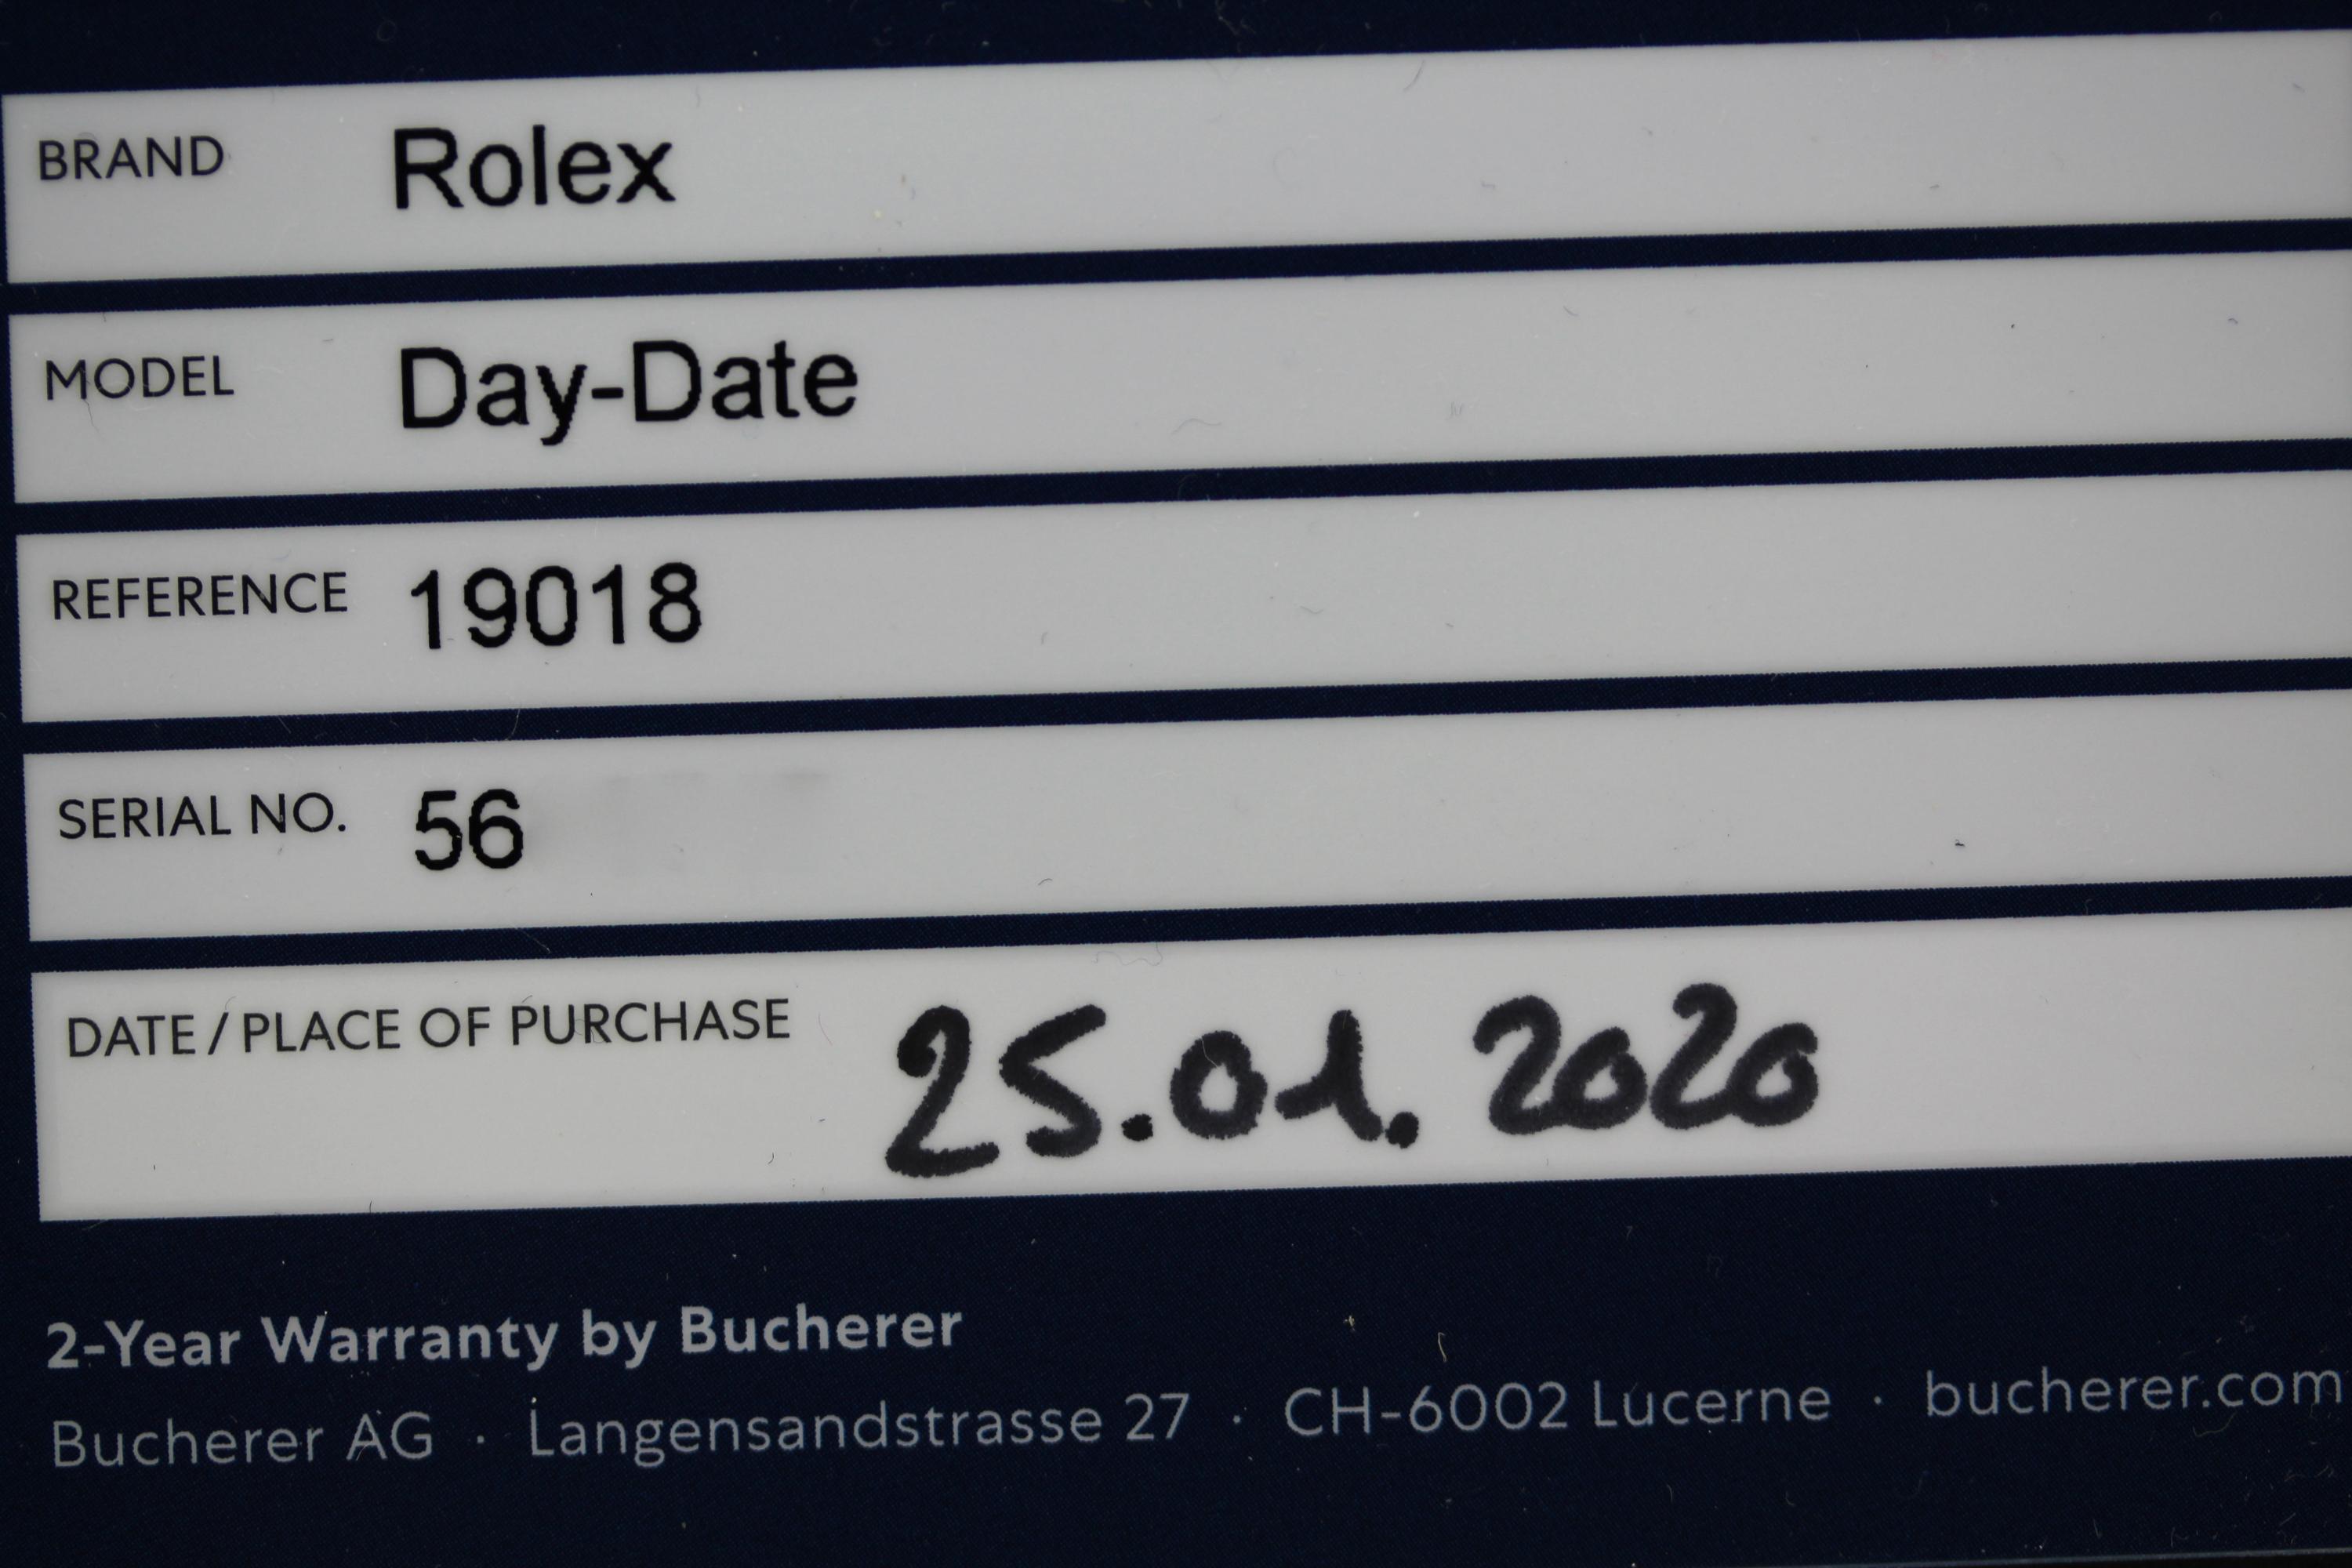 BRAND Rolex
MODEL Day-Date
REFERENCE 19018
SERIAL NO. 56
DATE / PLACE OF PURCHASE 25.01.2020
2-Year Warranty by Bucherer
Bucherer AG · Langensandstrasse 27 · CH-6002 Lucerne · bucherer.com